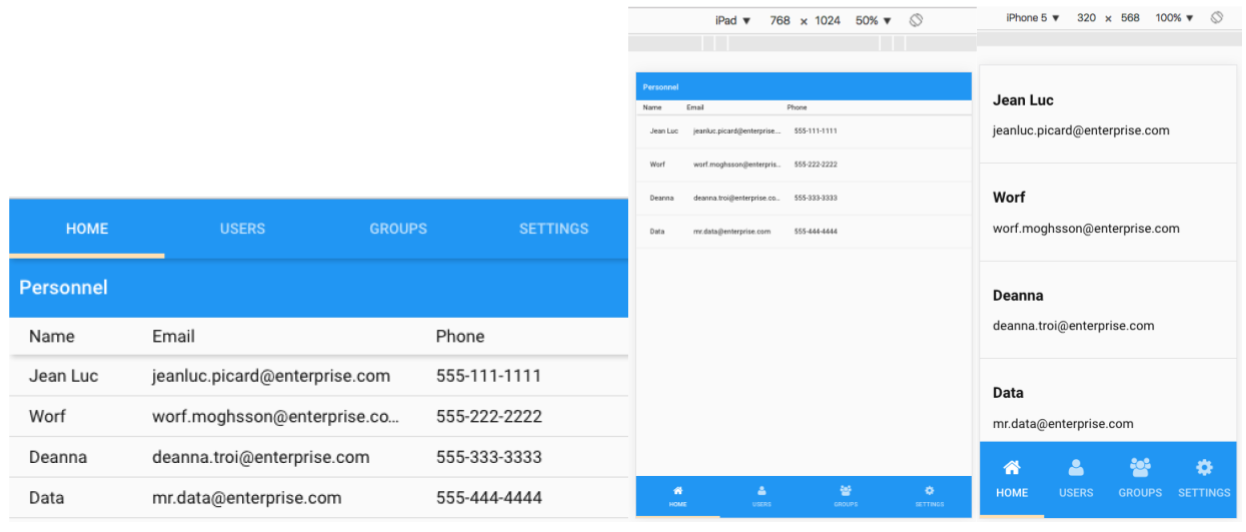 HOME USERS GROUPS SETTINGS
Personnel
Name Email Phone
Jean Luc jeanluc.picard@enterprise.com 555-111-1111
Worf worf.moghsson@enterprise.co... 555-222-2222
Deanna deanna.troi@enterprise.com 555-333-3333
Data mr.data@enterprise.com 555-444-4444
iPad ▼ 768 × 1024 50% ▼
Personnel
Name Email Phone
Jean Luc jeanluc.picard@enterprise... 555-111-1111
Worf worf.moghsson@enterpris... 555-222-2222
Deanna deanna.troi@enterprise.co... 555-333-3333
Data mr.data@enterprise.com 555-444-4444
HOME USERS GROUPS SETTINGS
iPhone 5 ▼ 320 × 568 100% ▼
Jean Luc
jeanluc.picard@enterprise.com
Worf
worf.moghsson@enterprise.com
Deanna
deanna.troi@enterprise.com
Data
mr.data@enterprise.com
HOME USERS GROUPS SETTINGS